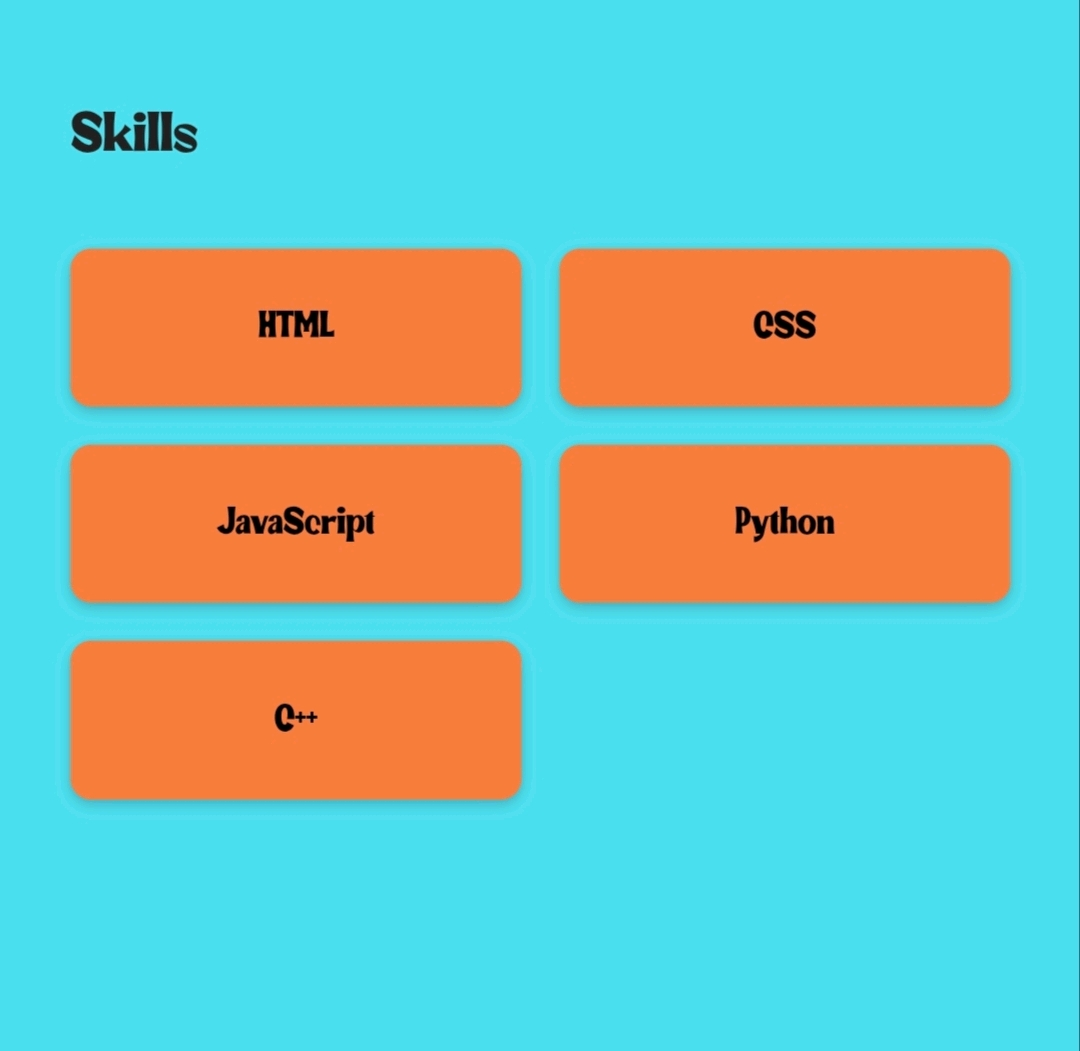 Skills
HTML
CSS
JavaScript
Python
C++